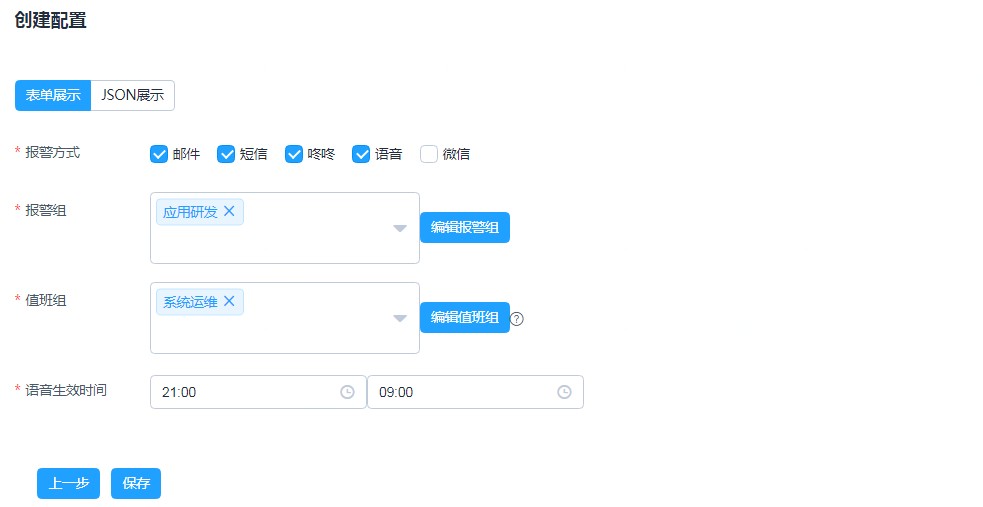 创建配置
表单展示 JSON展示
* 报警方式 邮件 短信 咚咚 语音 微信
* 报警组 应用研发 编辑报警组
* 值班组 系统运维 编辑值班组 ?
* 语音生效时间 21:00 09:00
上一步 保存